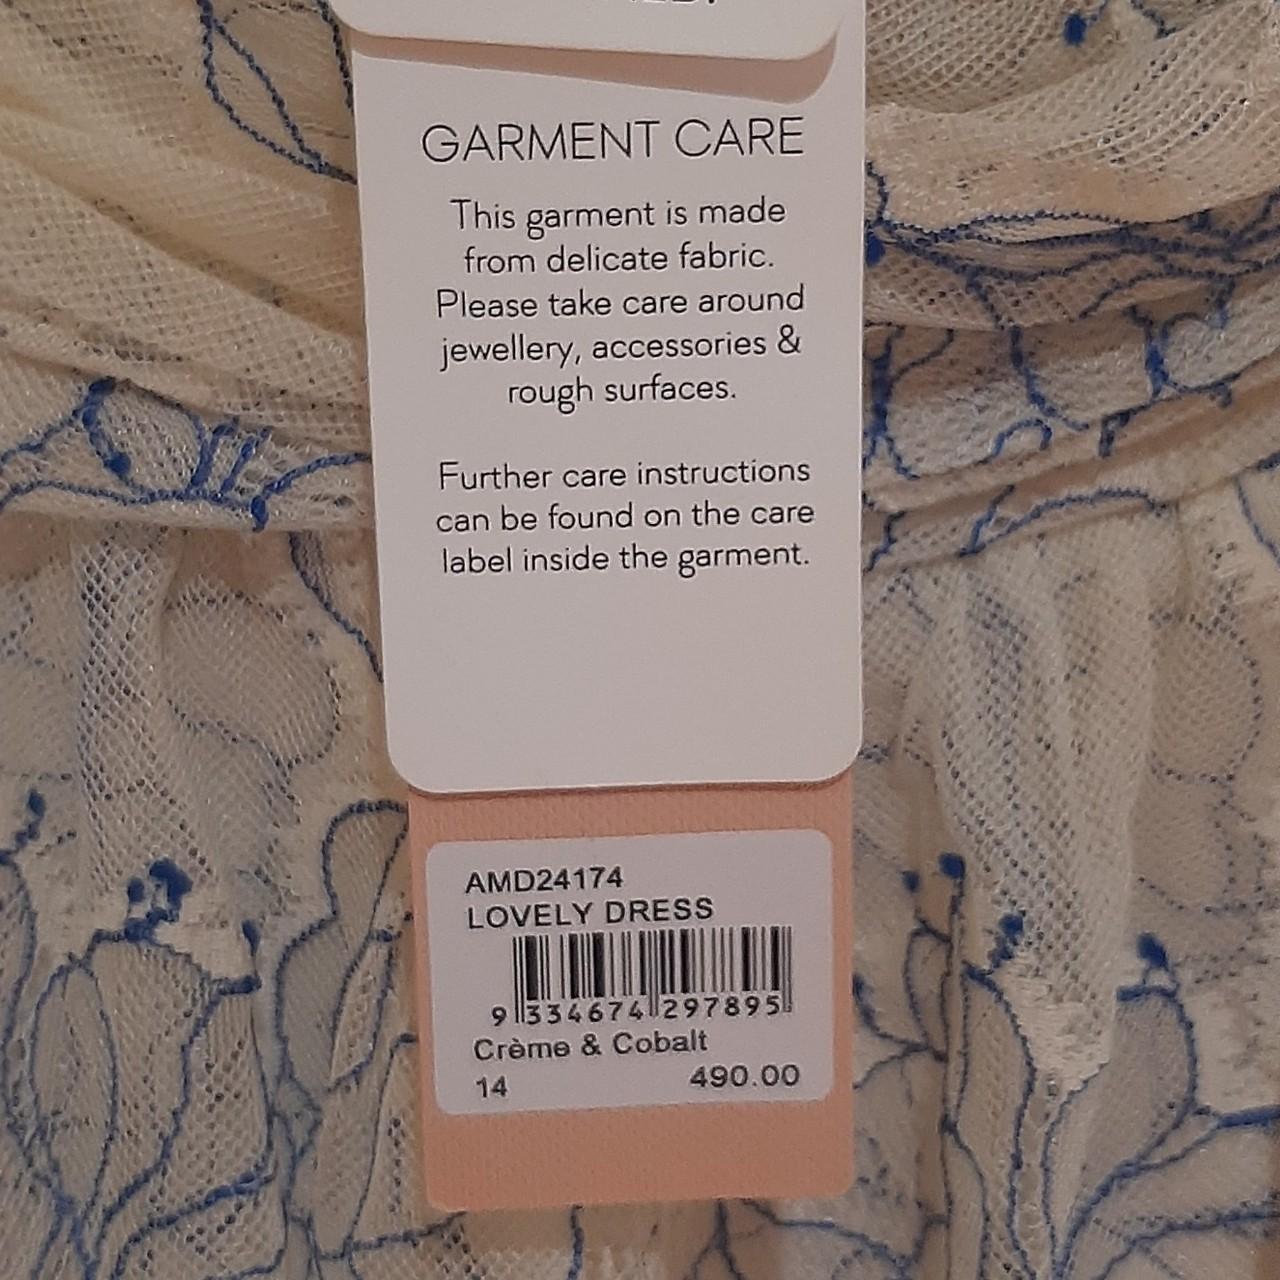 GARMENT CARE
This garment is made
from delicate fabric.
Please take care around
jewellery, accessories &
rough surfaces.
Further care instructions
can be found on the care
label inside the garment.
AMD24174
LOVELY DRESS
9 334674 297895
Crème & Cobalt
14 490.00